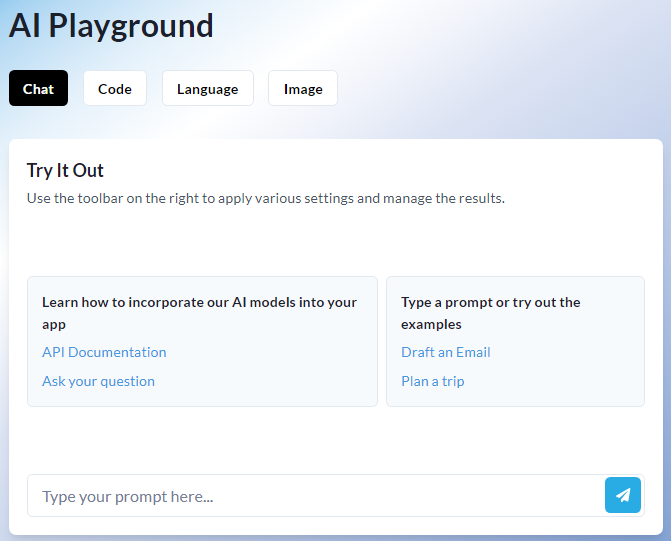 AI Playground
Chat
Code
Language
Image
Try It Out
Use the toolbar on the right to apply various settings and manage the results.
Learn how to incorporate our AI models into your
app
API Documentation
Ask your question
Type a prompt or try out the
examples
Draft an Email
Plan a trip
Type your prompt here...